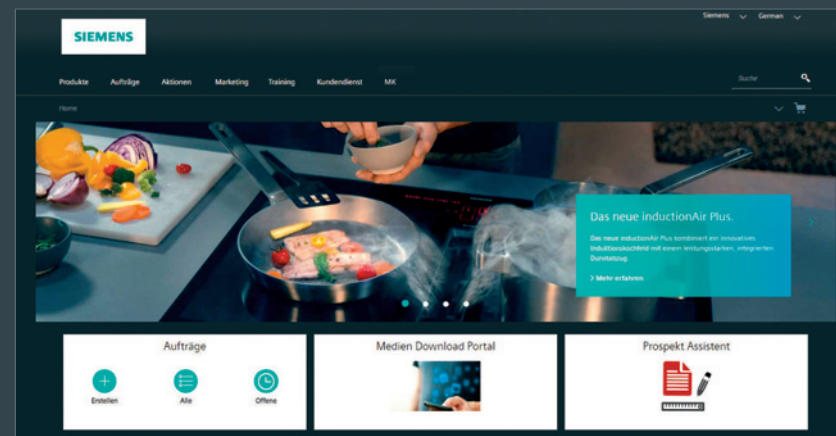 Siemens German
SIEMENS
Produkte Aufträge Aktionen Marketing Training Kundendienst MK
Suche
Home
Das neue inductionAir Plus.
Das neue inductionAir Plus kombiniert ein innovatives
Induktionskochfeld mit einem leistungsstarken, integrierten
Dunstabzug.
> Mehr erfahren
Aufträge
Erstellen Alle Offene
Medien Download Portal
Prospekt Assistent